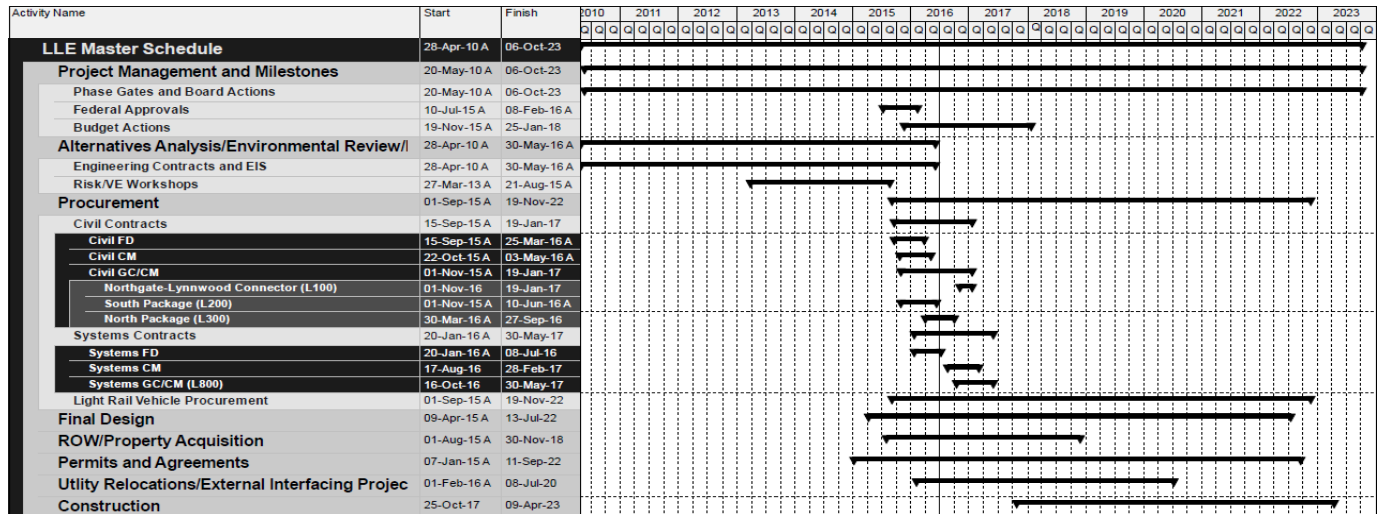 Activity Name Start Finish 2010 2011 2012 2013 2014 2015 2016 2017 2018 2019 2020 2021 2022 2023
Q Q Q Q Q Q Q Q Q Q Q Q Q Q Q Q Q Q Q Q Q Q Q Q Q Q Q Q Q Q Q Q Q Q Q Q Q Q Q Q Q Q Q Q Q Q Q Q Q Q Q Q Q Q Q
LLE Master Schedule 28-Apr-10 A 06-Oct-23
Project Management and Milestones 20-May-10 A 06-Oct-23
Phase Gates and Board Actions 20-May-10 A 06-Oct-23
Federal Approvals 10-Jul-15 A 08-Feb-16 A
Budget Actions 19-Nov-15 A 25-Jan-18
Alternatives Analysis/Environmental Review/ 28-Apr-10 A 30-May-16 A
Engineering Contracts and EIS 28-Apr-10 A 30-May-16 A
Risk/VE Workshops 27-Mar-13 A 21-Aug-15 A
Procurement 01-Sep-15 A 19-Nov-22
Civil Contracts 15-Sep-15 A 19-Jan-17
Civil FD 15-Sep-15 A 25-Mar-16 A
Civil CM 22-Oct-15 A 03-May-16 A
Civil GC/CM 01-Nov-15 A 19-Jan-17
Northgate-Lynnwood Connector (L100) 01-Nov-16 19-Jan-17
South Package (L200) 01-Nov-15 A 10-Jun-16 A
North Package (L300) 30-Mar-16 A 27-Sep-16
Systems Contracts 20-Jan-16 A 30-May-17
Systems FD 20-Jan-16 A 08-Jul-16
Systems CM 17-Aug-16 28-Feb-17
Systems GC/CM (L800) 16-Oct-16 30-May-17
Light Rail Vehicle Procurement 01-Sep-15 A 19-Nov-22
Final Design 09-Apr-15 A 13-Jul-22
ROW/Property Acquisition 01-Aug-15 A 30-Nov-18
Permits and Agreements 07-Jan-15 A 11-Sep-22
Utlity Relocations/External Interfacing Projec 01-Feb-16 A 08-Jul-20
Construction 25-Oct-17 09-Apr-23